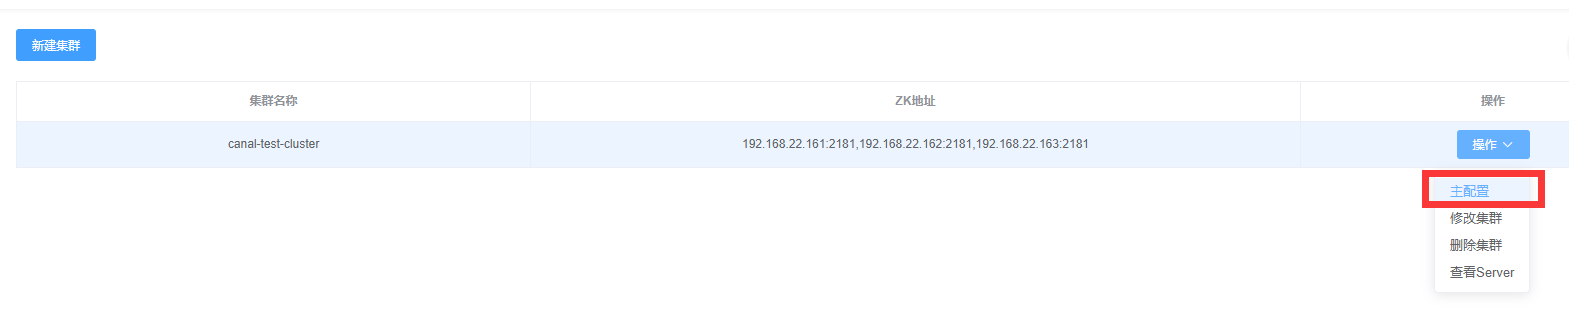 新建集群
集群名称 ZK地址 操作
canal-test-cluster 192.168.22.161:2181,192.168.22.162:2181,192.168.22.163:2181 操作
主配置
修改集群
删除集群
查看Server